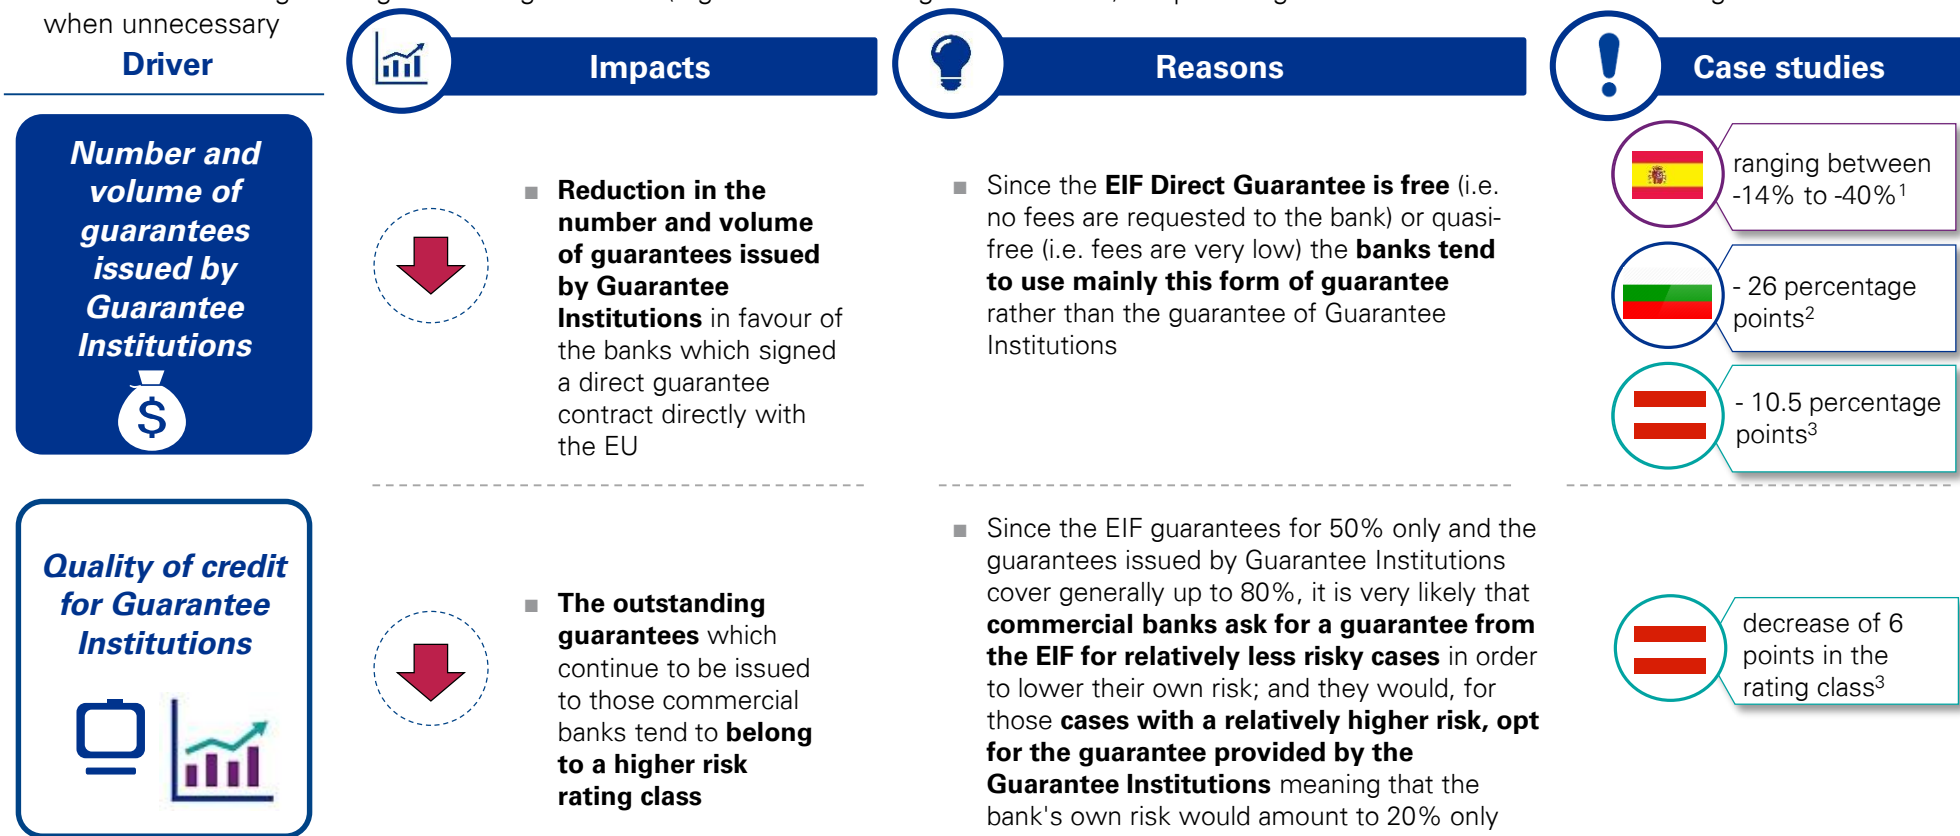 when unnecessary
Driver
Impacts
Reasons
Case studies
Number and
volume of
guarantees
issued by
Guarantee
Institutions
$
■ Reduction in the
number and volume
of guarantees issued
by Guarantee
Institutions in favour of
the banks which signed
a direct guarantee
contract directly with
the EU
■ Since the EIF Direct Guarantee is free (i.e.
no fees are requested to the bank) or quasi-
free (i.e. fees are very low) the banks tend
to use mainly this form of guarantee
rather than the guarantee of Guarantee
Institutions
ranging between
-14% to -40%¹
- 26 percentage
points²
- 10.5 percentage
points³
Quality of credit
for Guarantee
Institutions
■ The outstanding
guarantees which
continue to be issued
to those commercial
banks tend to belong
to a higher risk
rating class
■ Since the EIF guarantees for 50% only and the
guarantees issued by Guarantee Institutions
cover generally up to 80%, it is very likely that
commercial banks ask for a guarantee from
the EIF for relatively less risky cases in order
to lower their own risk; and they would, for
those cases with a relatively higher risk, opt
for the guarantee provided by the
Guarantee Institutions meaning that the
bank's own risk would amount to 20% only
decrease of 6
points in the
rating class³